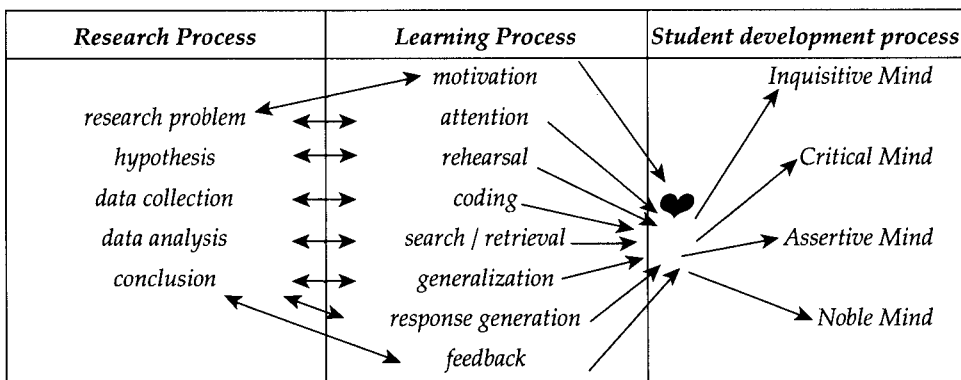 Research Process Learning Process Student development process
motivation Inquisitive Mind
research problem attention
hypothesis rehearsal Critical Mind
data collection coding
data analysis search / retrieval Assertive Mind
conclusion generalization
response generation Noble Mind
feedback